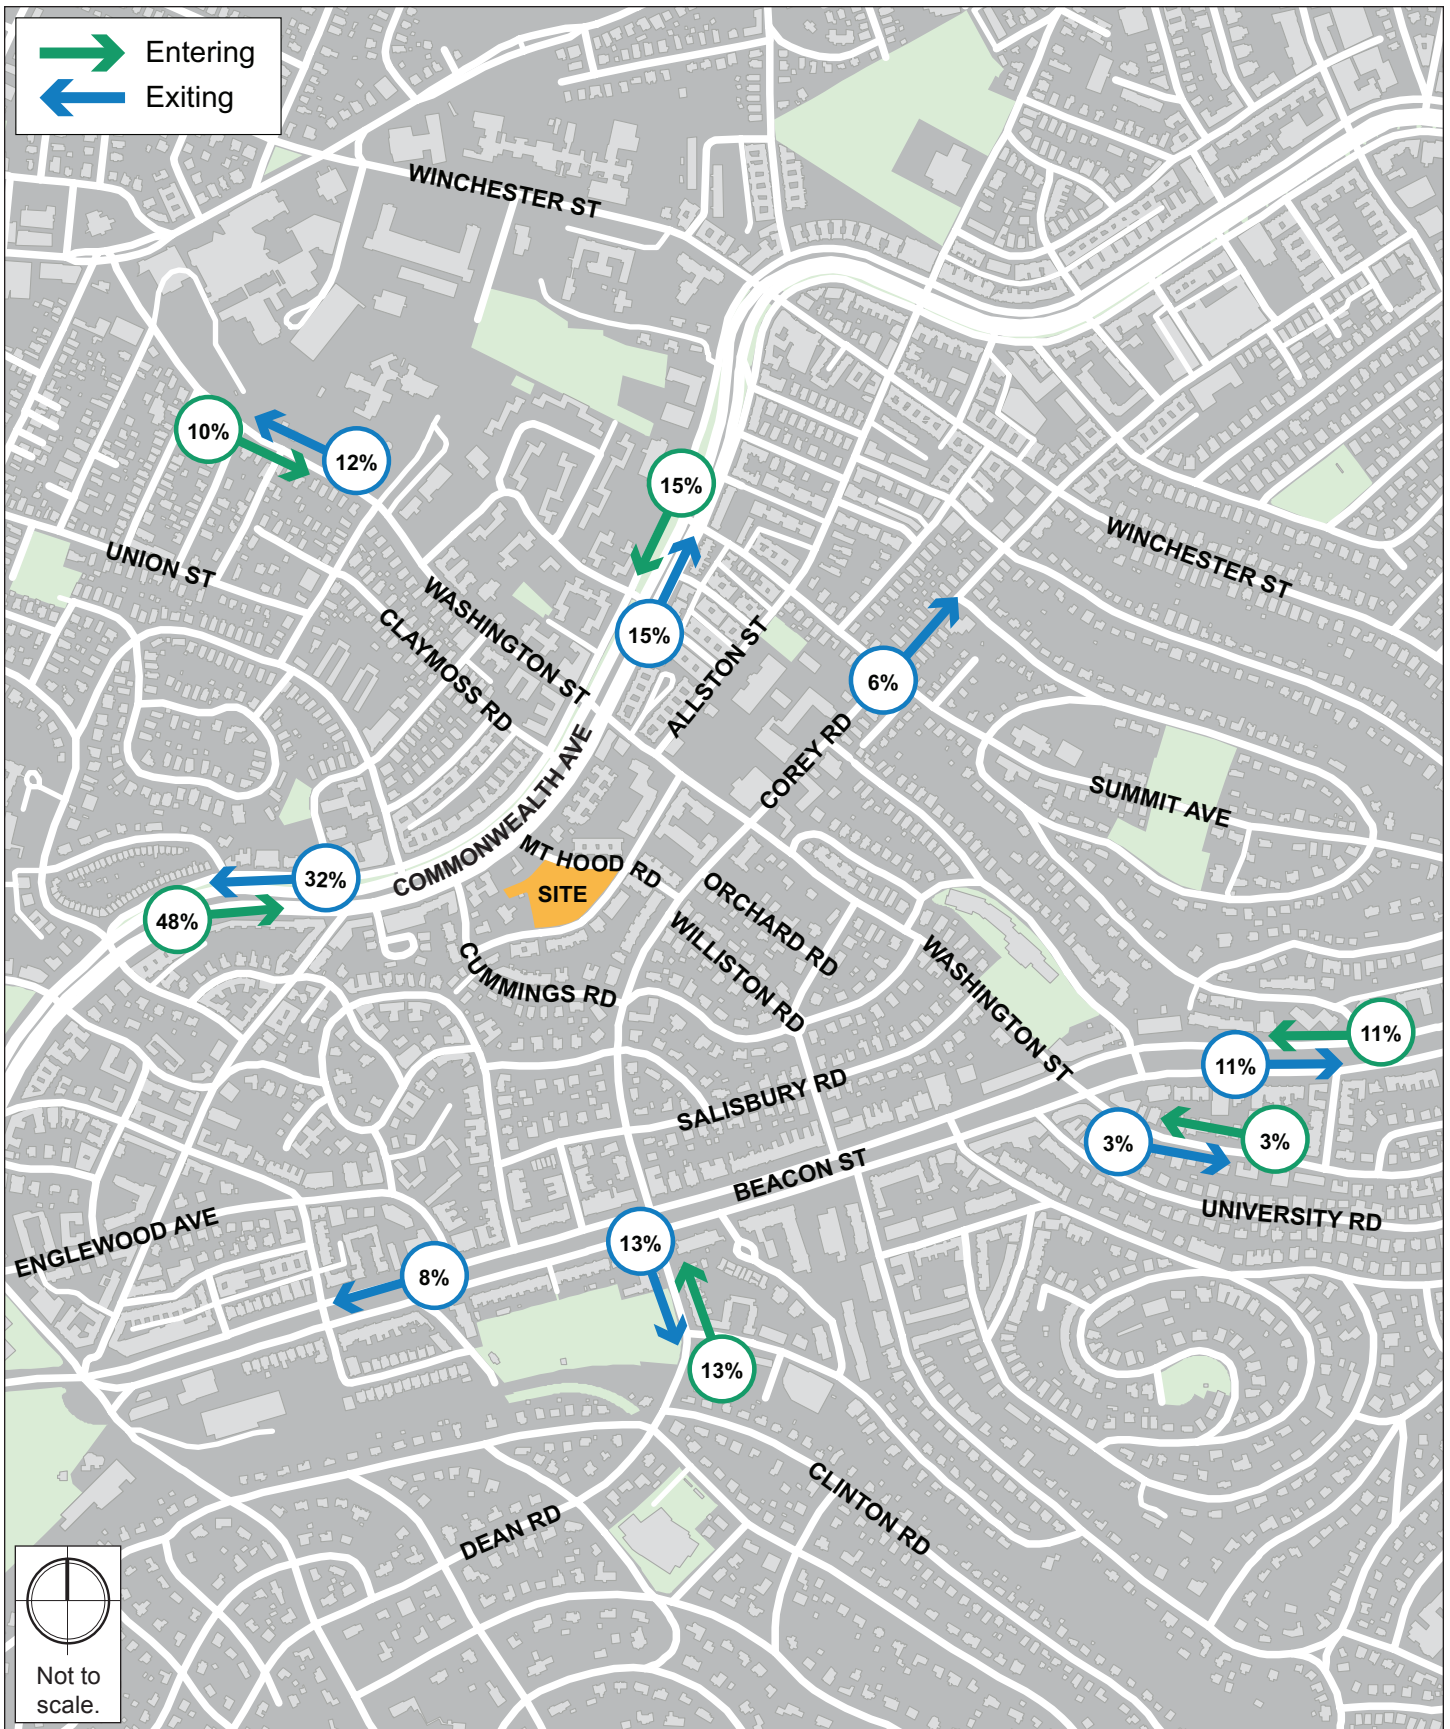 Entering
Exiting
WINCHESTER ST
10%
12%
15%
WINCHESTER ST
UNION ST
WASHINGTON ST
CLAYMOSS RD
15%
ALLSTON ST
6%
COREY RD
SUMMIT AVE
COMMONWEALTH AVE
MT HOOD RD
SITE
32%
48%
ORCHARD RD
WILLISTON RD
WASHINGTON ST
CUMMINGS RD
11%
11%
SALISBURY RD
3%
3%
BEACON ST
UNIVERSITY RD
ENGLEWOOD AVE
13%
8%
13%
CLINTON RD
DEAN RD
Not to
scale.